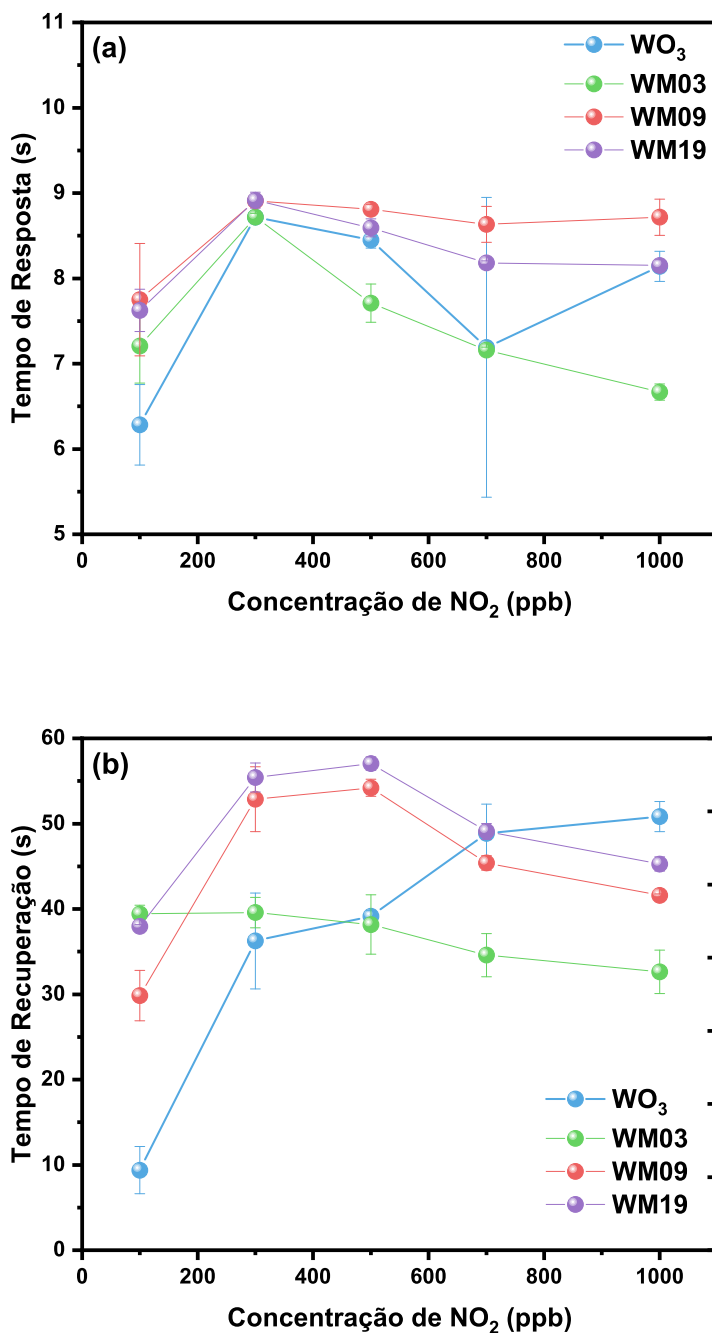 (a)
WO₃
WM03
WM09
WM19
Tempo de Resposta (s)
11
10
9
8
7
6
5
0 200 400 600 800 1000
Concentração de NO₂ (ppb)
(b)
Tempo de Recuperação (s)
60
50
40
30
20
10
0
WO₃
WM03
WM09
WM19
0 200 400 600 800 1000
Concentração de NO₂ (ppb)